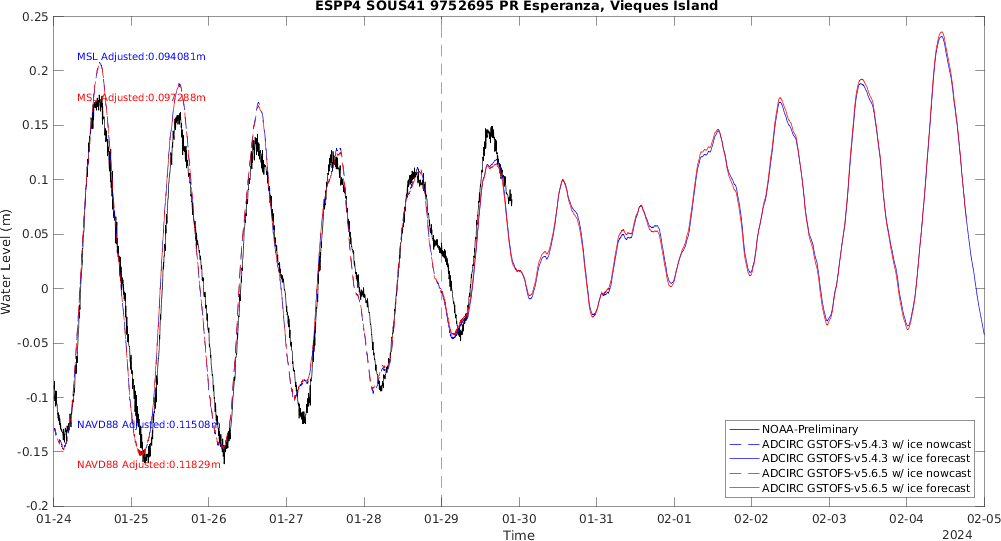 ESPP4 SOUS41 9752695 PR Esperanza, Vieques Island
0.25
0.2
0.15
0.1
0.05
0
-0.05
-0.1
-0.15
-0.2
Water Level (m)
MSL Adjusted:0.094081m
MSL Adjusted:0.097288m
NAVD88 Adjusted:0.11508m
NAVD88 Adjusted:0.11829m
NOAA-Preliminary
ADCIRC GSTOFS-v5.4.3 w/ ice nowcast
ADCIRC GSTOFS-v5.4.3 w/ ice forecast
ADCIRC GSTOFS-v5.6.5 w/ ice nowcast
ADCIRC GSTOFS-v5.6.5 w/ ice forecast
01-24 01-25 01-26 01-27 01-28 01-29 01-30 01-31 02-01 02-02 02-03 02-04 02-05
Time
2024